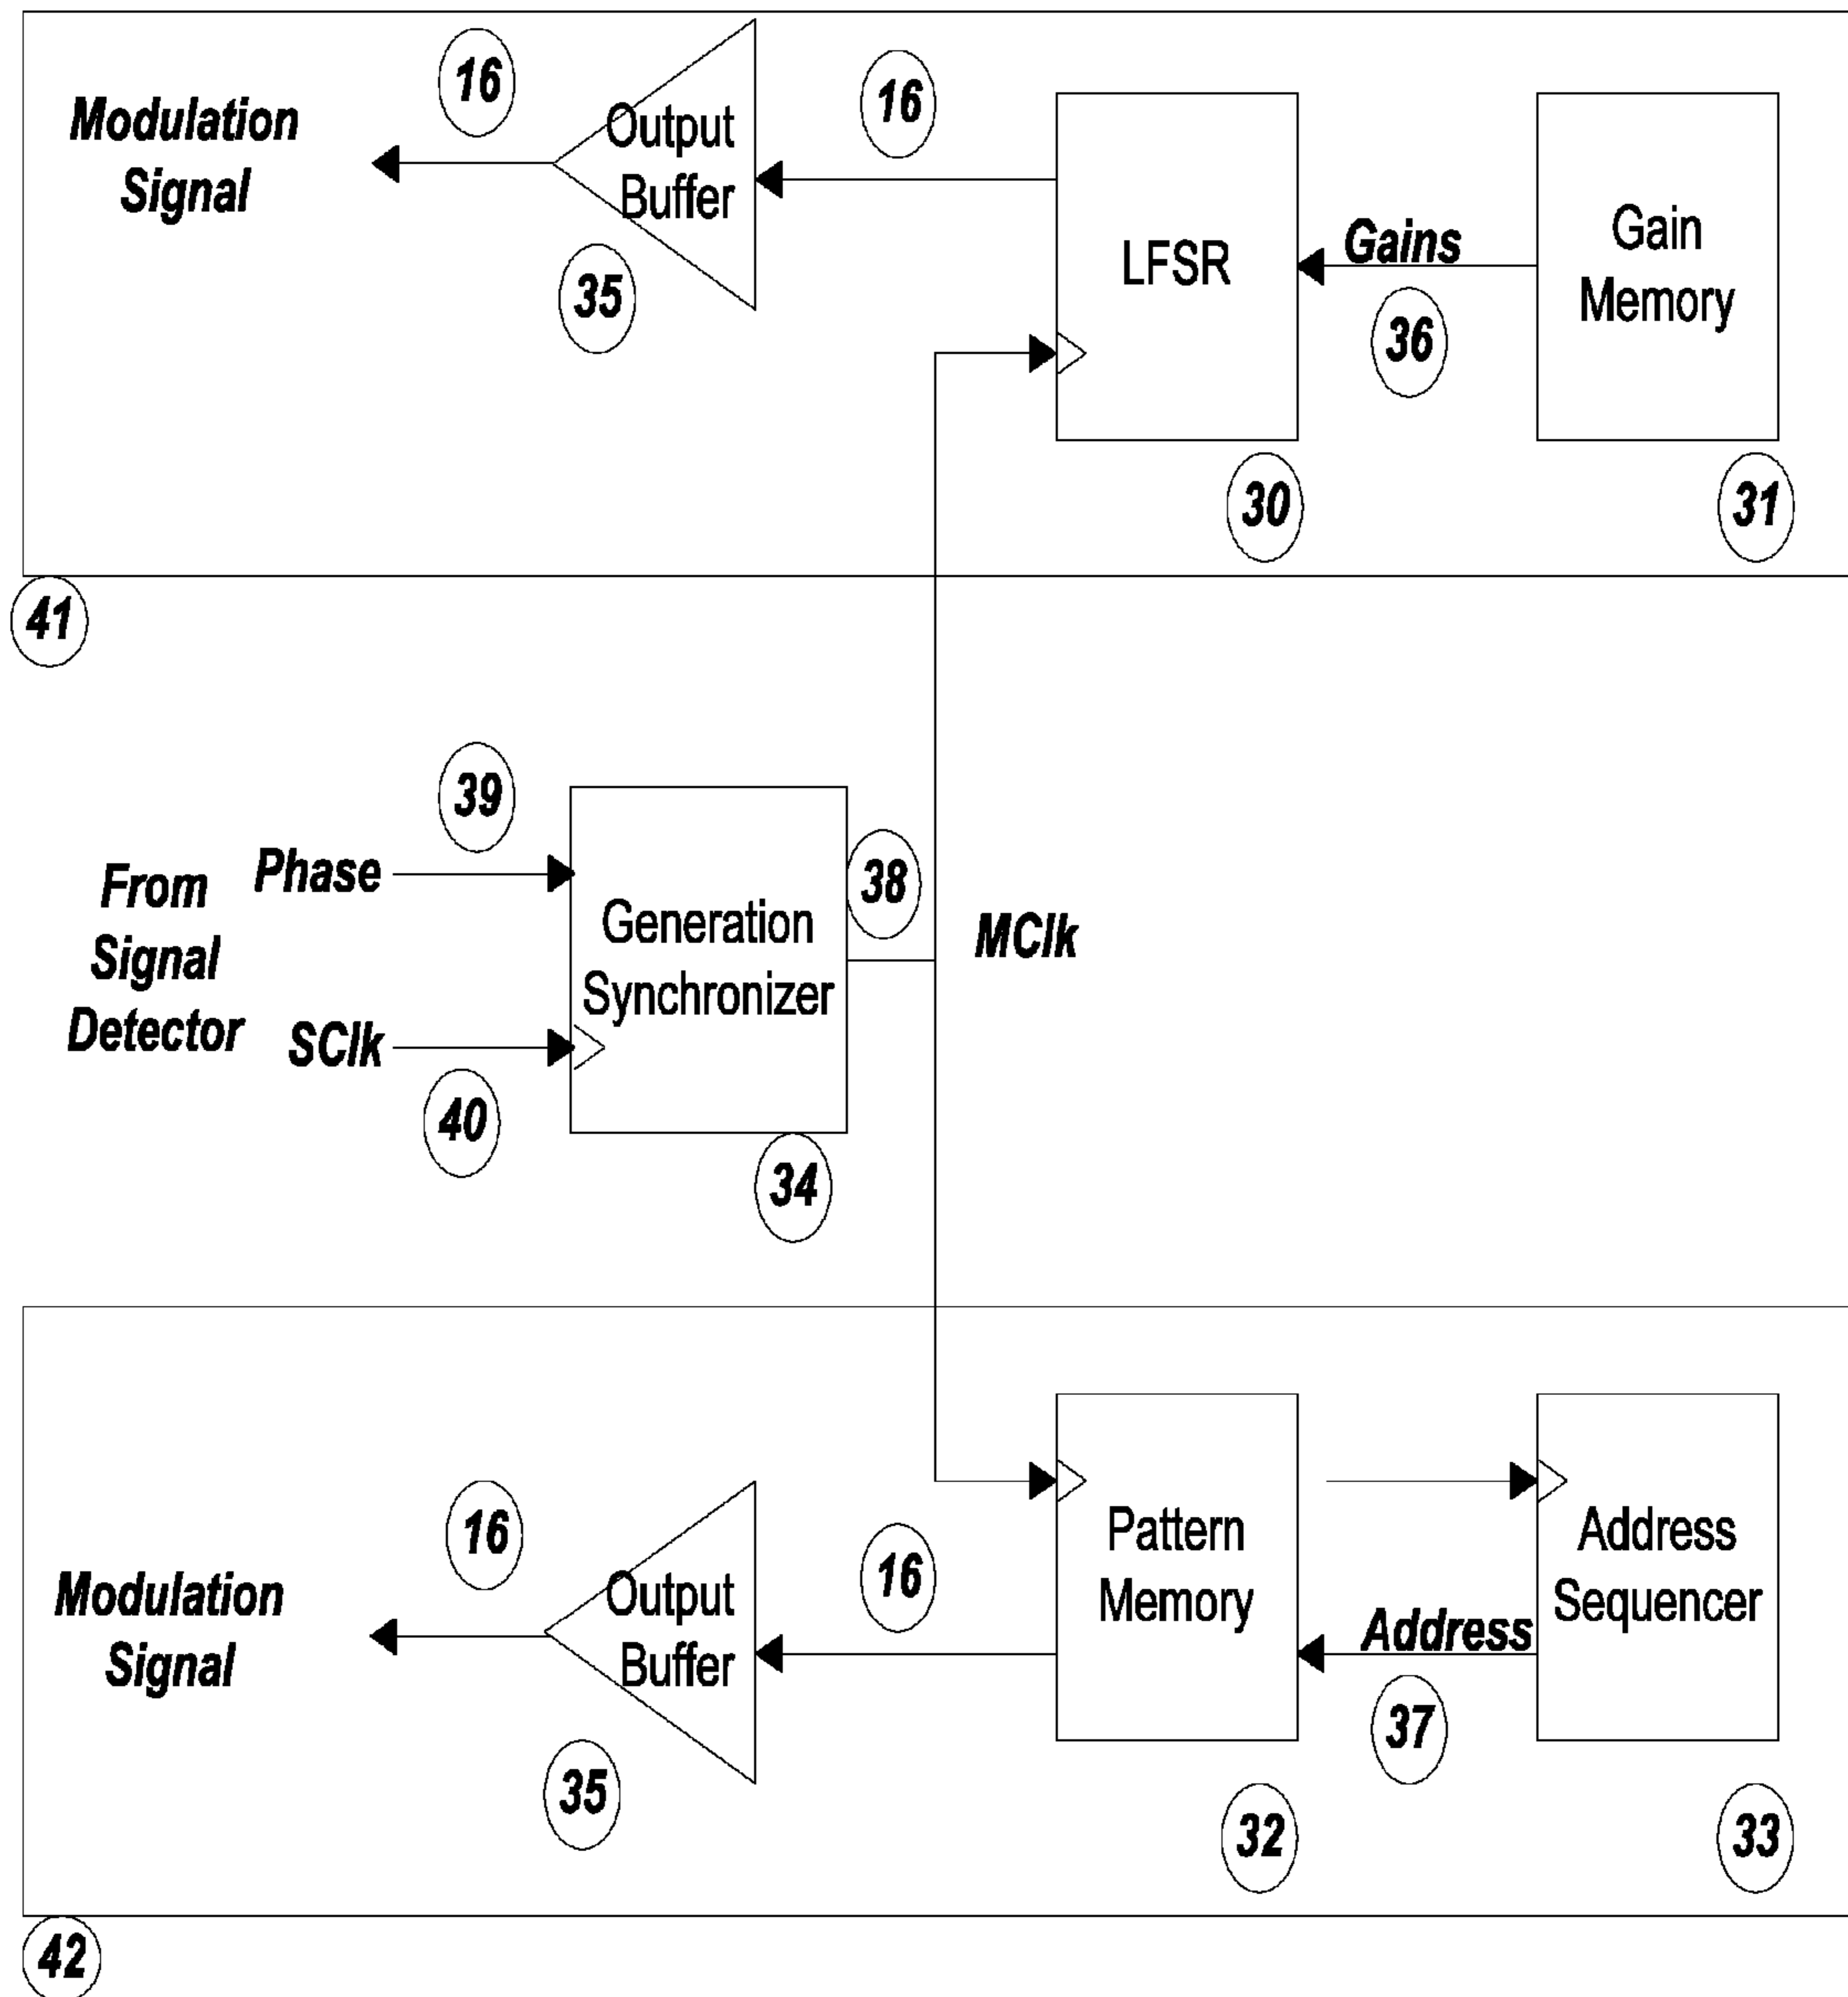 16
16
Modulation
Signal
Output
Buffer
35
LFSR
Gains
36
Gain
Memory
30
31
41
39
Phase
From
Signal
Detector
SClk
40
Generation
Synchronizer
38
MClk
34
16
16
Modulation
Signal
Output
Buffer
35
Pattern
Memory
Address
37
Address
Sequencer
32
33
42